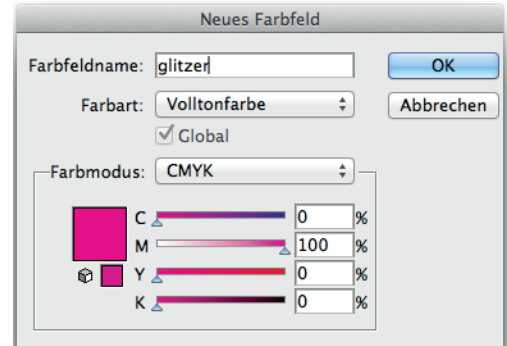 Neues Farbfeld
Farbfeldname: glitzer
OK
Farbart: Volltonfarbe
Abbrechen
Global
Farbmodus: CMYK
C 0 %
M 100 %
Y 0 %
K 0 %